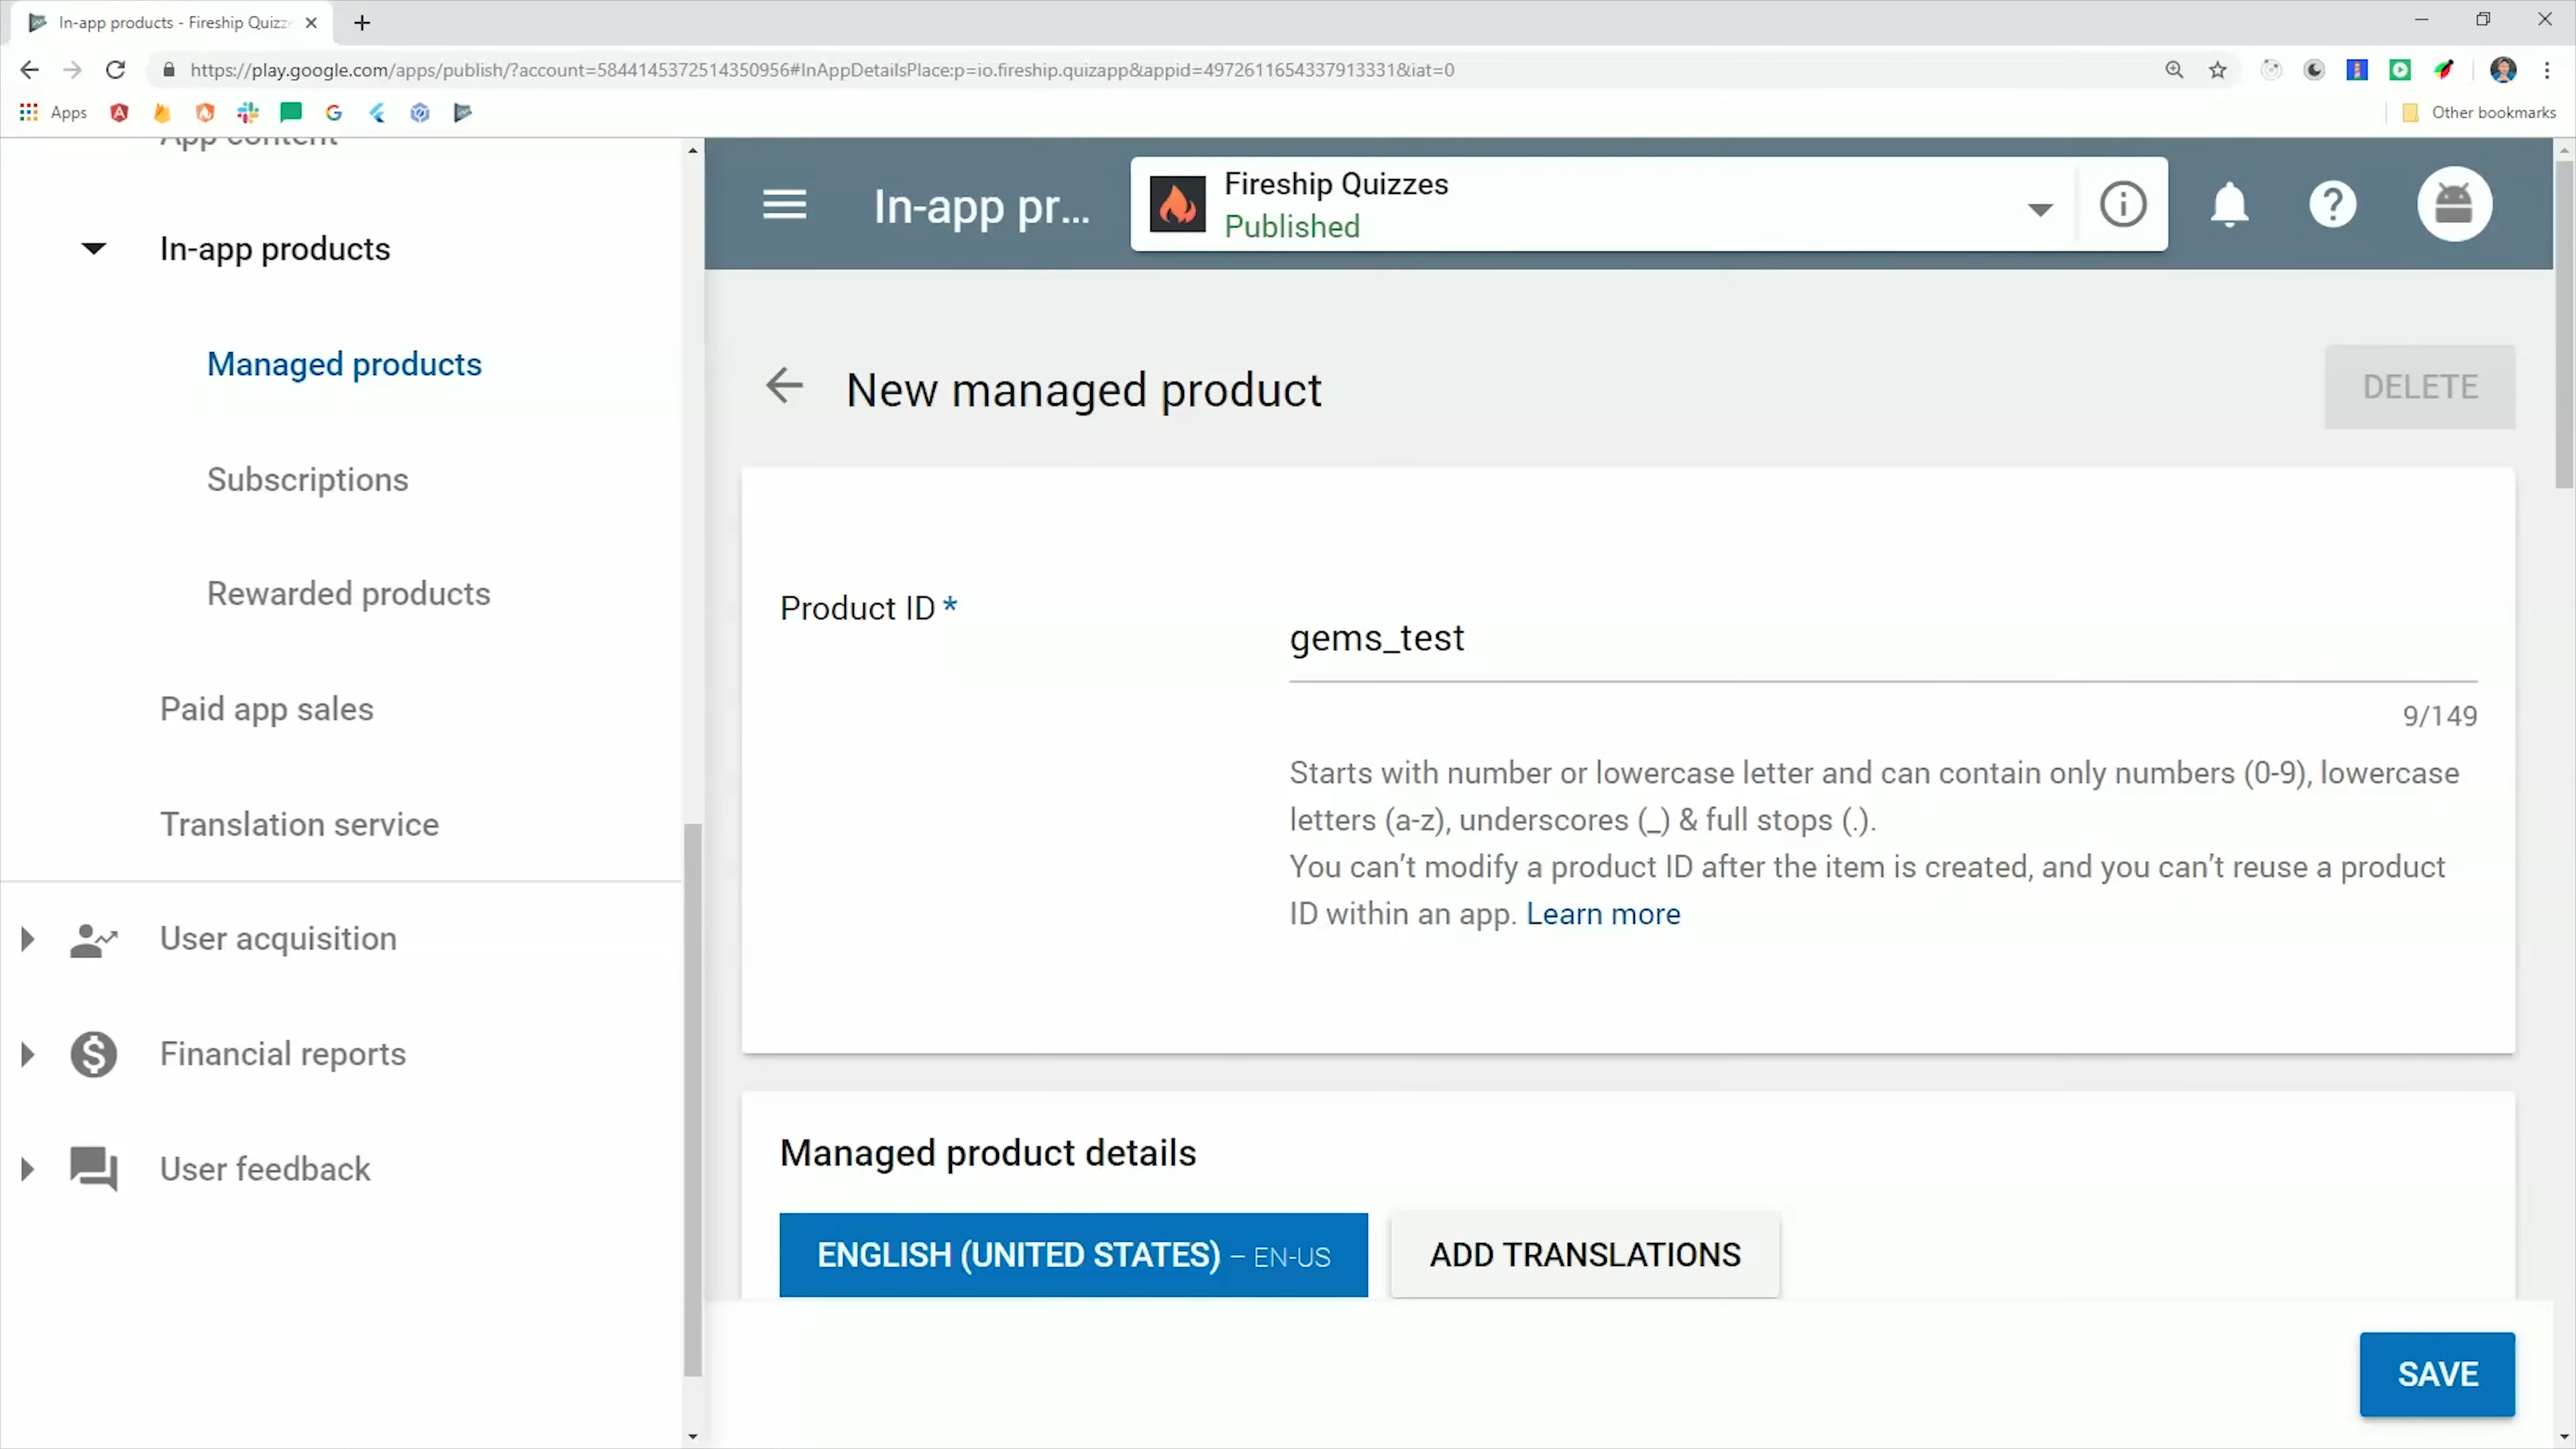 In-app products - Fireship Quizz
https://play.google.com/apps/publish/?account=5844145372514350956#InAppDetailsPlace:p=io.fireship.quizapp&appid=4972611654337913331&iat=0
Apps
Other bookmarks
App content
In-app products
Managed products
Subscriptions
Rewarded products
Paid app sales
Translation service
User acquisition
Financial reports
User feedback
In-app pr...
Fireship Quizzes
Published
New managed product
DELETE
Product ID *
gems_test
9/149
Starts with number or lowercase letter and can contain only numbers (0-9), lowercase
letters (a-z), underscores (_) & full stops (.).
You can’t modify a product ID after the item is created, and you can’t reuse a product
ID within an app. Learn more
Managed product details
ENGLISH (UNITED STATES) – EN-US
ADD TRANSLATIONS
SAVE